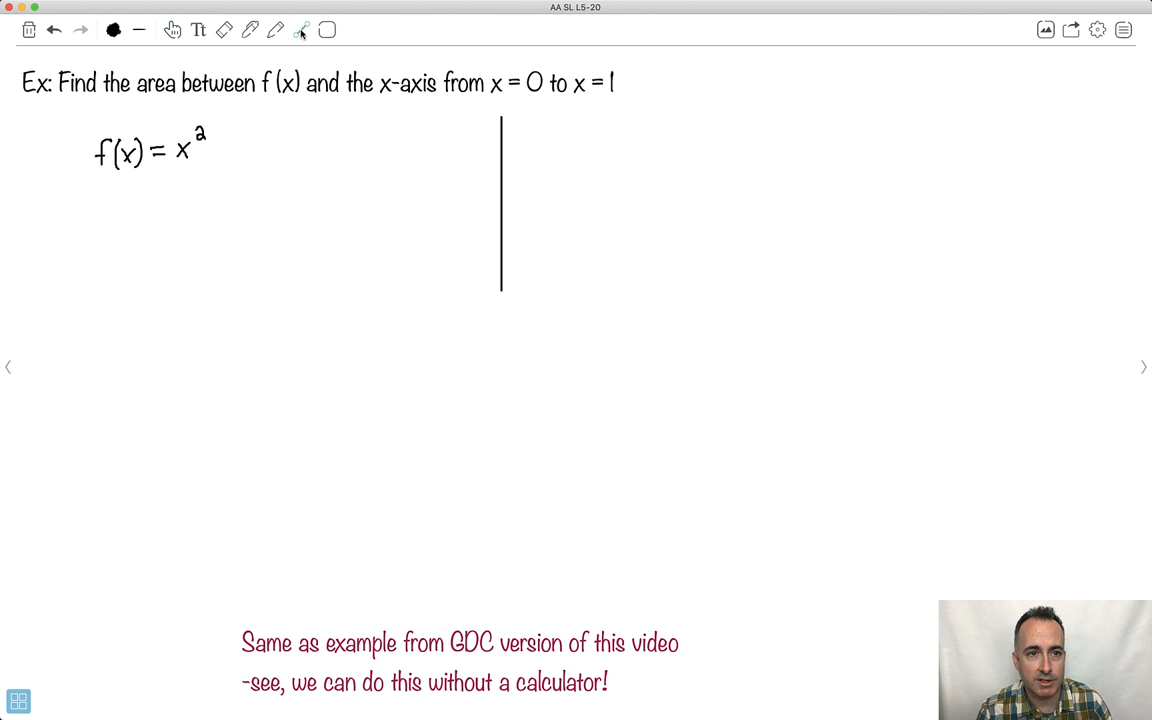 AA SL L5-20
Tt
Ex: Find the area between f (x) and the x-axis from x = 0 to x = 1
f(x) = x²
Same as example from GDC version of this video
-see, we can do this without a calculator!